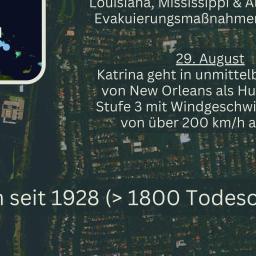 Louisiana, Mississippi & A
Evakuierungsmaßnahme
29. August
Katrina geht in unmittelb
von New Orleans als Hu
Stufe 3 mit Windgeschwi
von über 200 km/h a
n seit 1928 (> 1800 Todeso